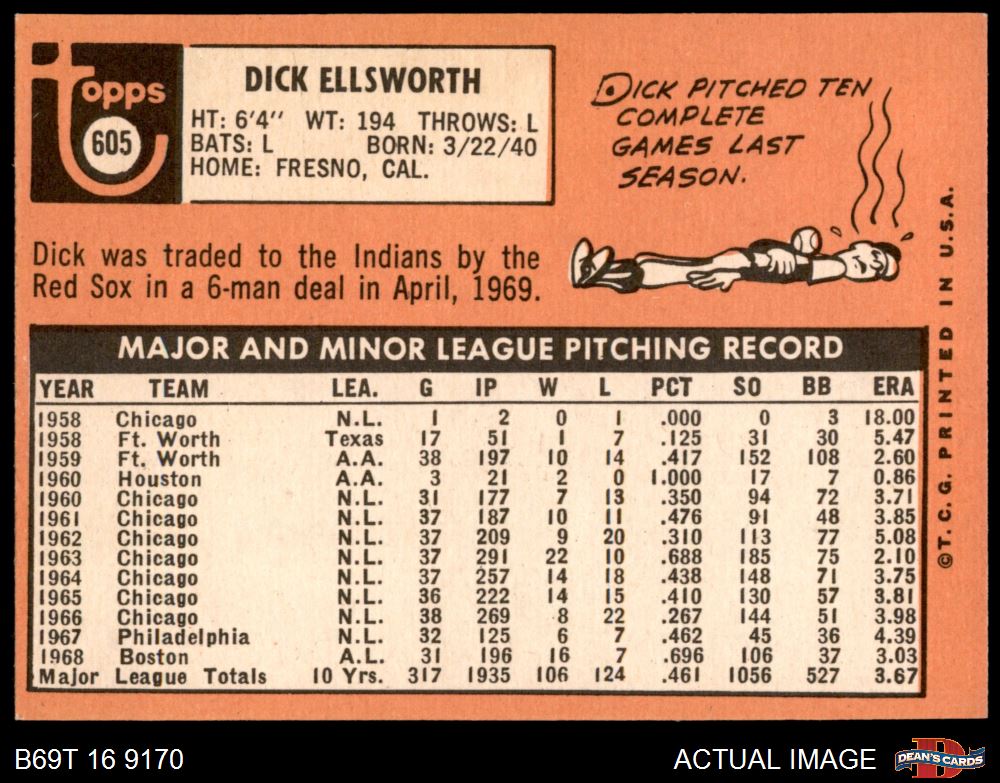 Topps
605
DICK ELLSWORTH
HT: 6'4" WT: 194 THROWS: L
BATS: L BORN: 3/22/40
HOME: FRESNO, CAL.
DICK PITCHED TEN
COMPLETE
GAMES LAST
SEASON.
Dick was traded to the Indians by the
Red Sox in a 6-man deal in April, 1969.
MAJOR AND MINOR LEAGUE PITCHING RECORD
YEAR TEAM LEA. G IP W L PCT SO BB ERA
1958 Chicago N.L. 1 2 0 1 .000 0 3 18.00
1958 Ft. Worth Texas 17 51 1 7 .125 31 30 5.47
1959 Ft. Worth A.A. 38 197 10 14 .417 152 108 2.60
1960 Houston A.A. 3 21 2 0 1.000 17 7 0.86
1960 Chicago N.L. 31 177 7 13 .350 94 72 3.71
1961 Chicago N.L. 37 187 10 11 .476 91 48 3.85
1962 Chicago N.L. 37 209 9 20 .310 113 77 5.08
1963 Chicago N.L. 37 291 22 10 .688 185 75 2.10
1964 Chicago N.L. 37 257 14 18 .438 148 71 3.75
1965 Chicago N.L. 36 222 14 15 .410 130 57 3.81
1966 Chicago N.L. 38 269 8 22 .267 144 51 3.98
1967 Philadelphia N.L. 32 125 6 7 .462 45 36 4.39
1968 Boston A.L. 31 196 16 7 .696 106 37 3.03
Major League Totals 10 Yrs. 317 1935 106 124 .461 1056 527 3.67
©T.C.G. PRINTED IN U.S.A.
B69T 16 9170
ACTUAL IMAGE
DEAN'S CARDS